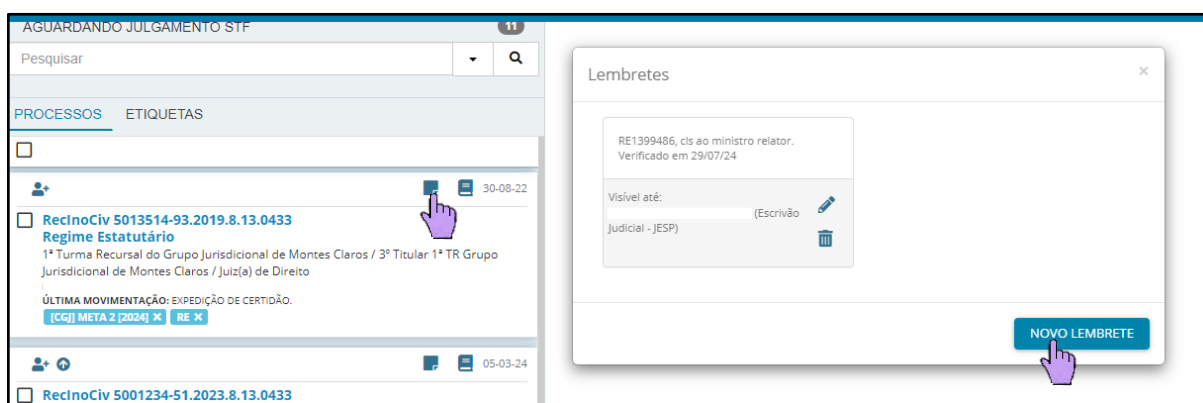 AGUARDANDO JULGAMENTO STF
11
Pesquisar
PROCESSOS ETIQUETAS
30-08-22
RecInoCiv 5013514-93.2019.8.13.0433
Regime Estatutário
1ª Turma Recursal do Grupo Jurisdicional de Montes Claros / 3º Titular 1ª TR Grupo
Jurisdicional de Montes Claros / Juiz(a) de Direito
ÚLTIMA MOVIMENTAÇÃO: EXPEDIÇÃO DE CERTIDÃO.
[CGJ] META 2 [2024] RE
05-03-24
RecInoCiv 5001234-51.2023.8.13.0433
Lembretes
RE1399486, cls ao ministro relator.
Verificado em 29/07/24
Visível até:
(Escrivão
Judicial - JESP)
NOVO LEMBRETE